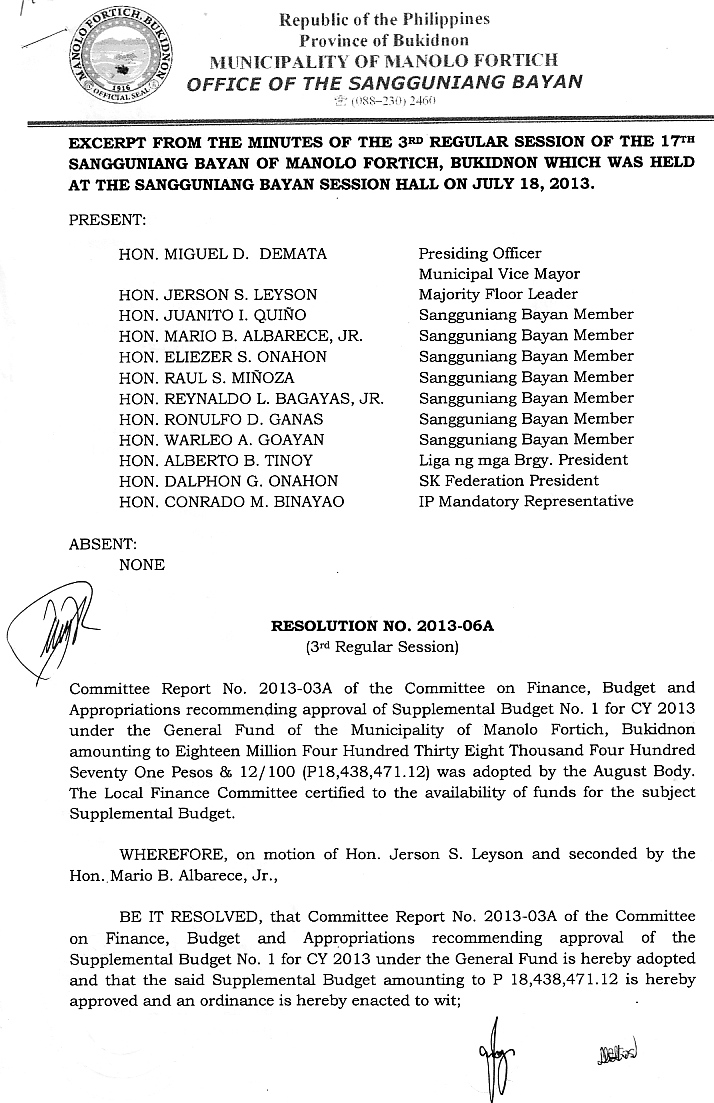 MANOLO FORTICH, BUKIDNON
1916
OFFICIAL SEAL
Republic of the Philippines
Province of Bukidnon
MUNICIPALITY OF MANOLO FORTICH
OFFICE OF THE SANGGUNIANG BAYAN
☏ (088–230) 2460
EXCERPT FROM THE MINUTES OF THE 3RD REGULAR SESSION OF THE 17TH
SANGGUNIANG BAYAN OF MANOLO FORTICH, BUKIDNON WHICH WAS HELD
AT THE SANGGUNIANG BAYAN SESSION HALL ON JULY 18, 2013.
PRESENT:
HON. MIGUEL D. DEMATA Presiding Officer
Municipal Vice Mayor
HON. JERSON S. LEYSON Majority Floor Leader
HON. JUANITO I. QUIÑO Sangguniang Bayan Member
HON. MARIO B. ALBARECE, JR. Sangguniang Bayan Member
HON. ELIEZER S. ONAHON Sangguniang Bayan Member
HON. RAUL S. MIÑOZA Sangguniang Bayan Member
HON. REYNALDO L. BAGAYAS, JR. Sangguniang Bayan Member
HON. RONULFO D. GANAS Sangguniang Bayan Member
HON. WARLEO A. GOAYAN Sangguniang Bayan Member
HON. ALBERTO B. TINOY Liga ng mga Brgy. President
HON. DALPHON G. ONAHON SK Federation President
HON. CONRADO M. BINAYAO IP Mandatory Representative
ABSENT:
NONE
RESOLUTION NO. 2013-06A
(3rd Regular Session)
Committee Report No. 2013-03A of the Committee on Finance, Budget and
Appropriations recommending approval of Supplemental Budget No. 1 for CY 2013
under the General Fund of the Municipality of Manolo Fortich, Bukidnon
amounting to Eighteen Million Four Hundred Thirty Eight Thousand Four Hundred
Seventy One Pesos & 12/100 (P18,438,471.12) was adopted by the August Body.
The Local Finance Committee certified to the availability of funds for the subject
Supplemental Budget.
WHEREFORE, on motion of Hon. Jerson S. Leyson and seconded by the
Hon. Mario B. Albarece, Jr.,
BE IT RESOLVED, that Committee Report No. 2013-03A of the Committee
on Finance, Budget and Appropriations recommending approval of the
Supplemental Budget No. 1 for CY 2013 under the General Fund is hereby adopted
and that the said Supplemental Budget amounting to P 18,438,471.12 is hereby
approved and an ordinance is hereby enacted to wit;